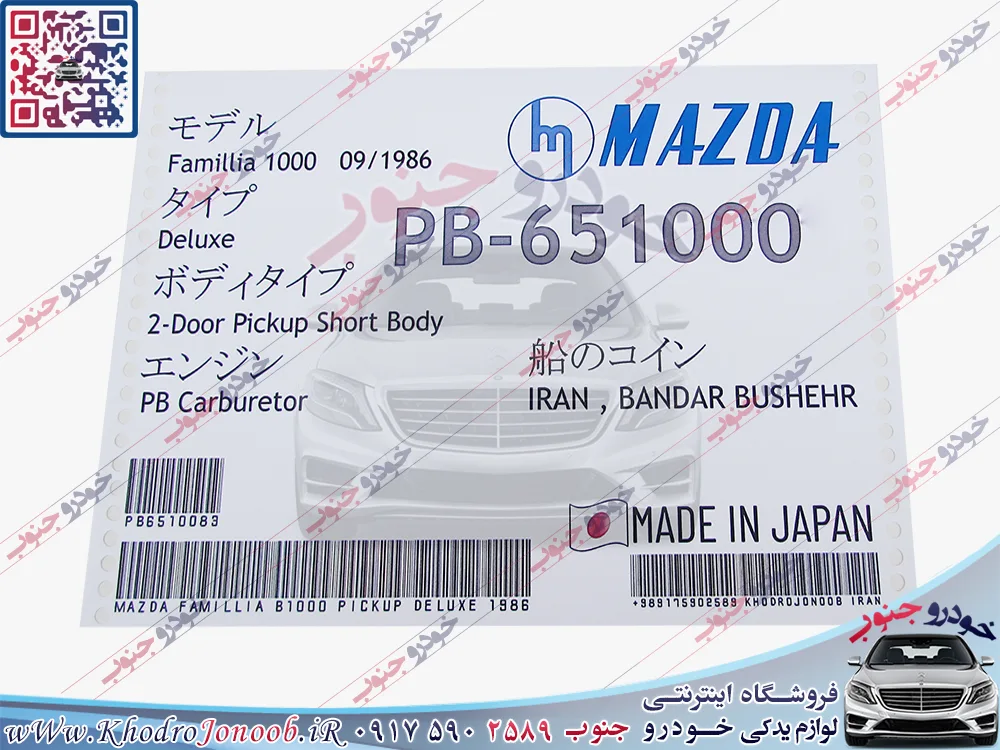 モデル
Famillia 1000 09/1986
タイプ
Deluxe
ボディタイプ
2-Door Pickup Short Body
エンジン
PB Carburetor
hm MAZDA
PB-651000
船のコイン
IRAN , BANDAR BUSHEHR
PB6510083
MAZDA FAMILLIA B1000 PICKUP DELUXE 1986
MADE IN JAPAN
+989175902589 KHODROJONOOB IRAN
خودرو جنوب
فروشگاه اینترنتی
لوازم یدکی خودرو جنوب
wWw.KhodroJonoob.iR ۰۹۱۷ ۵۹۰ ۲۵۸۹